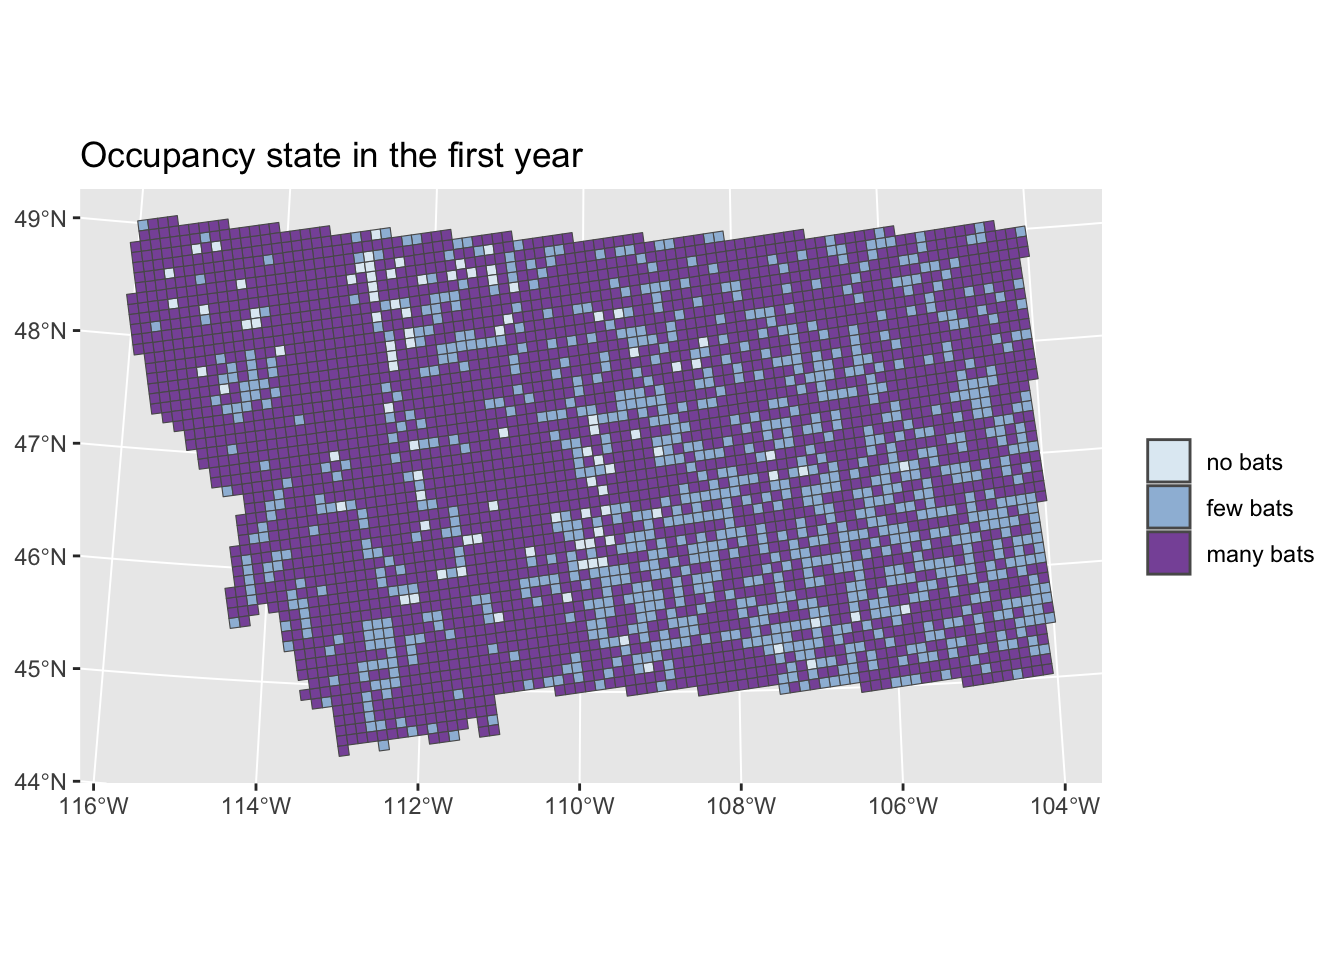 Occupancy state in the first year
49°N
48°N
47°N
46°N
45°N
44°N
116°W
114°W
112°W
110°W
108°W
106°W
104°W
no bats
few bats
many bats